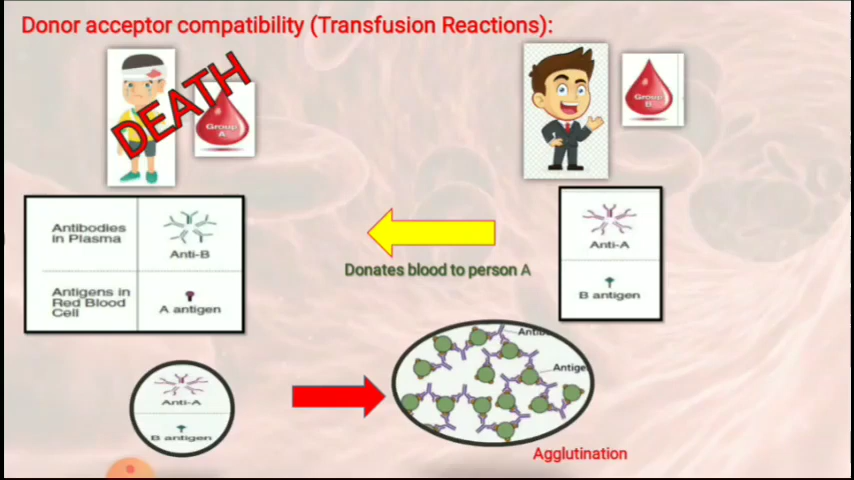 Donor acceptor compatibility (Transfusion Reactions):
DEATH
Group
A
Group
B
Antibodies
in Plasma
Anti-B
Antigens in
Red Blood
Cell
A antigen
Donates blood to person A
Anti-A
B antigen
Anti-A
B antigen
Antige
Agglutination